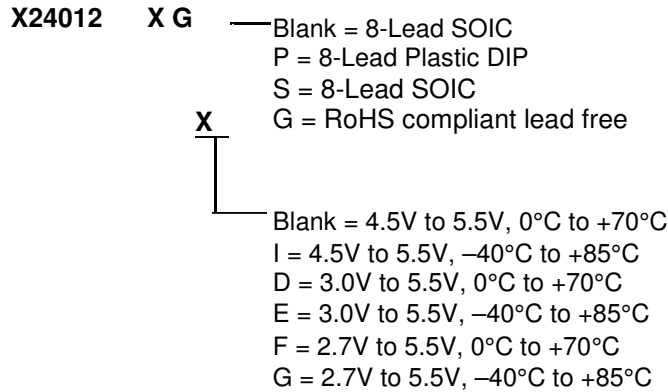 X24012 X G Blank = 8-Lead SOIC
P = 8-Lead Plastic DIP
S = 8-Lead SOIC
X G = RoHS compliant lead free
Blank = 4.5V to 5.5V, 0°C to +70°C
I = 4.5V to 5.5V, –40°C to +85°C
D = 3.0V to 5.5V, 0°C to +70°C
E = 3.0V to 5.5V, –40°C to +85°C
F = 2.7V to 5.5V, 0°C to +70°C
G = 2.7V to 5.5V, –40°C to +85°C